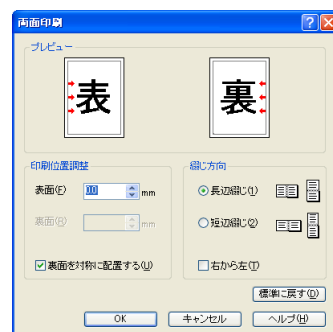 両面印刷
プレビュー
表 裏
印刷位置調整
表面(F) 0.0 mm
裏面(R) mm
裏面を対称に配置する(U)
綴じ方向
長辺綴じ(1)
短辺綴じ(2)
右から左(T)
標準に戻す(D)
OK キャンセル ヘルプ(H)